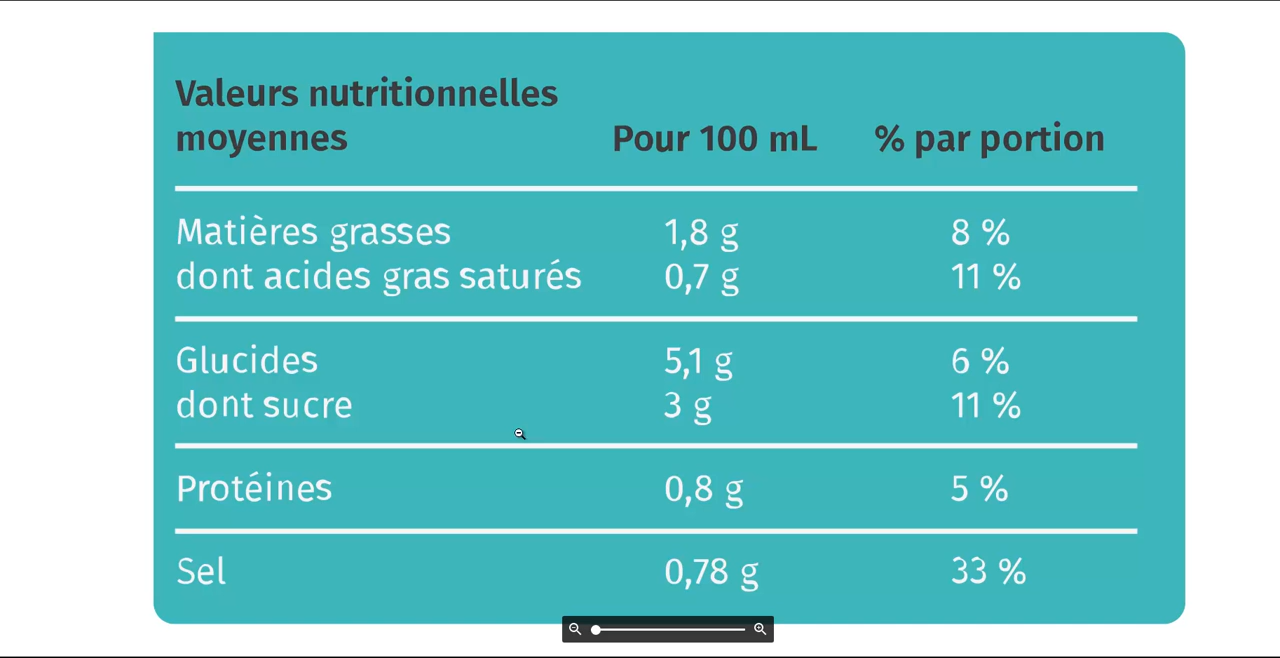 Valeurs nutritionnelles
moyennes Pour 100 mL % par portion
Matières grasses 1,8 g 8 %
dont acides gras saturés 0,7 g 11 %
Glucides 5,1 g 6 %
dont sucre 3 g 11 %
Protéines 0,8 g 5 %
Sel 0,78 g 33 %